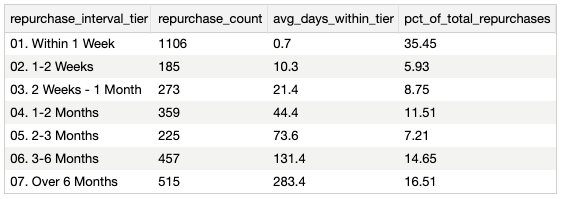 repurchase_interval_tier repurchase_count avg_days_within_tier pct_of_total_repurchases
01. Within 1 Week 1106 0.7 35.45
02. 1-2 Weeks 185 10.3 5.93
03. 2 Weeks - 1 Month 273 21.4 8.75
04. 1-2 Months 359 44.4 11.51
05. 2-3 Months 225 73.6 7.21
06. 3-6 Months 457 131.4 14.65
07. Over 6 Months 515 283.4 16.51